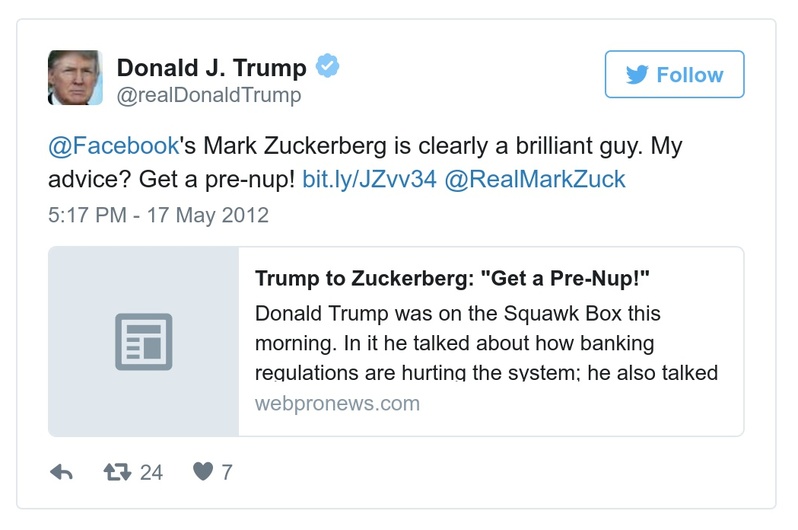 Donald J. Trump
@realDonaldTrump
Follow
@Facebook's Mark Zuckerberg is clearly a brilliant guy. My
advice? Get a pre-nup! bit.ly/JZvv34 @RealMarkZuck
5:17 PM - 17 May 2012
Trump to Zuckerberg: "Get a Pre-Nup!"
Donald Trump was on the Squawk Box this
morning. In it he talked about how banking
regulations are hurting the system; he also talked
webpronews.com
24
7